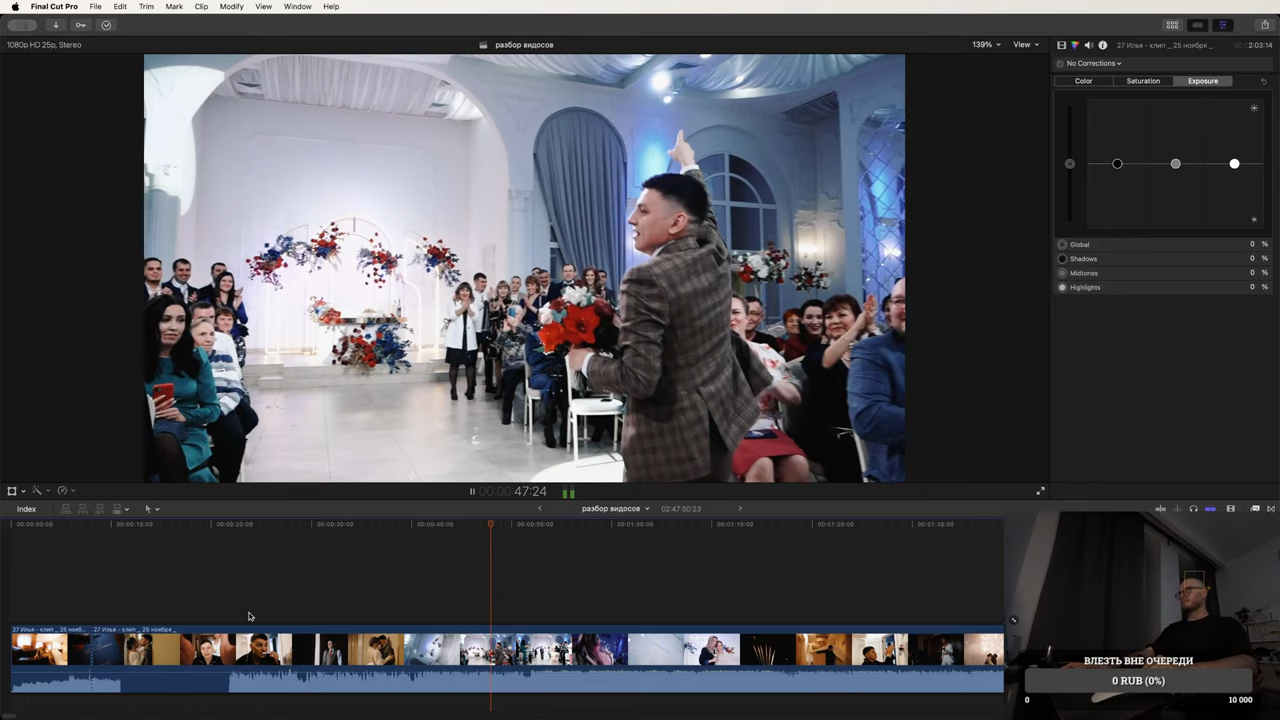 Final Cut Pro File Edit Trim Mark Clip Modify View Window Help
1080p HD 25p, Stereo
разбор видосов
139%
View
27 Илья - клип _ 25 ноября _
2:03:14
No Corrections
Color Saturation Exposure
Global 0 %
Shadows 0 %
Midtones 0 %
Highlights 0 %
00:00:47:24
Index
разбор видосов
02:47:50:23
00:00:00:00 00:00:10:00 00:00:20:00 00:00:30:00 00:00:40:00 00:00:50:00 00:01:00:00 00:01:10:00 00:01:20:00 00:01:30:00
27 Илья - клип _ 25 нояб...
27 Илья - клип _ 25 ноября _
ВЛЕЗТЬ ВНЕ ОЧЕРЕДИ
0 RUB (0%)
0 10 000